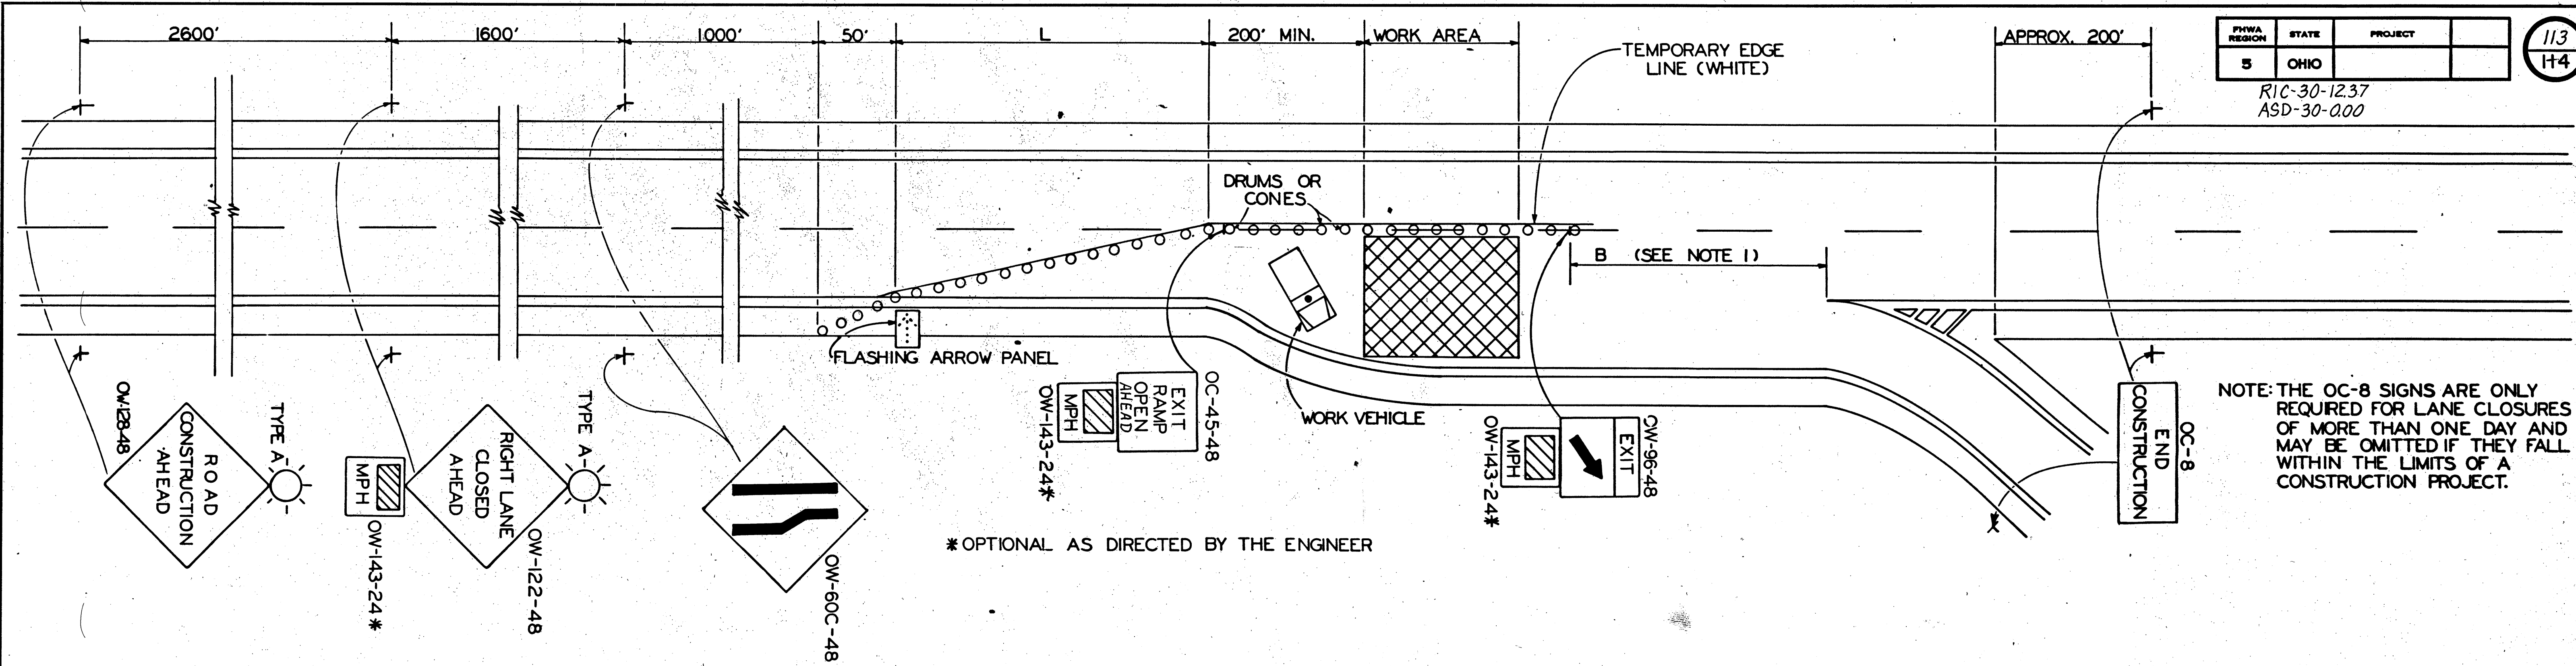 2600'
1600'
1000'
50'
L
200' MIN.
WORK AREA
TEMPORARY EDGE
LINE (WHITE)
APPROX. 200'
FHWA REGION
STATE
PROJECT
5
OHIO
113
114
RIC-30-12.37
ASD-30-0.00
DRUMS OR
CONES
B (SEE NOTE 1)
FLASHING ARROW PANEL
WORK VEHICLE
OW-128-48
ROAD
CONSTRUCTION
AHEAD
TYPE A
MPH
OW-143-24*
RIGHT LANE
CLOSED
AHEAD
OW-122-48
TYPE A
OW-60C-48
OW-143-24*
MPH
EXIT
RAMP
OPEN
AHEAD
OC-45-48
OW-143-24*
MPH
EXIT
OW-96-48
END
CONSTRUCTION
OC-8
*OPTIONAL AS DIRECTED BY THE ENGINEER
NOTE: THE OC-8 SIGNS ARE ONLY
REQUIRED FOR LANE CLOSURES
OF MORE THAN ONE DAY AND
MAY BE OMITTED IF THEY FALL
WITHIN THE LIMITS OF A
CONSTRUCTION PROJECT.